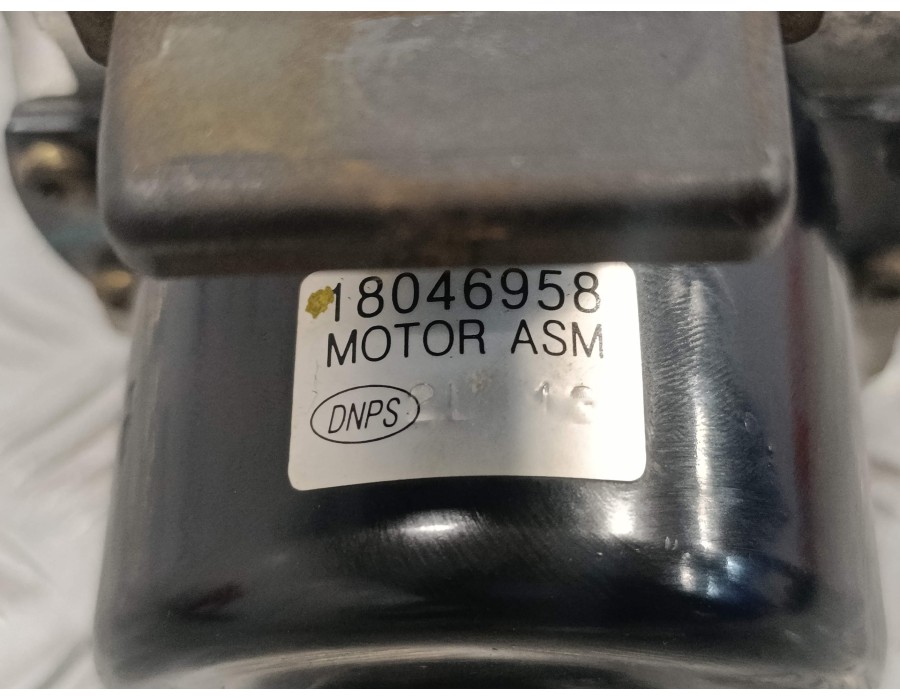 18046958
MOTOR ASM
DNPS